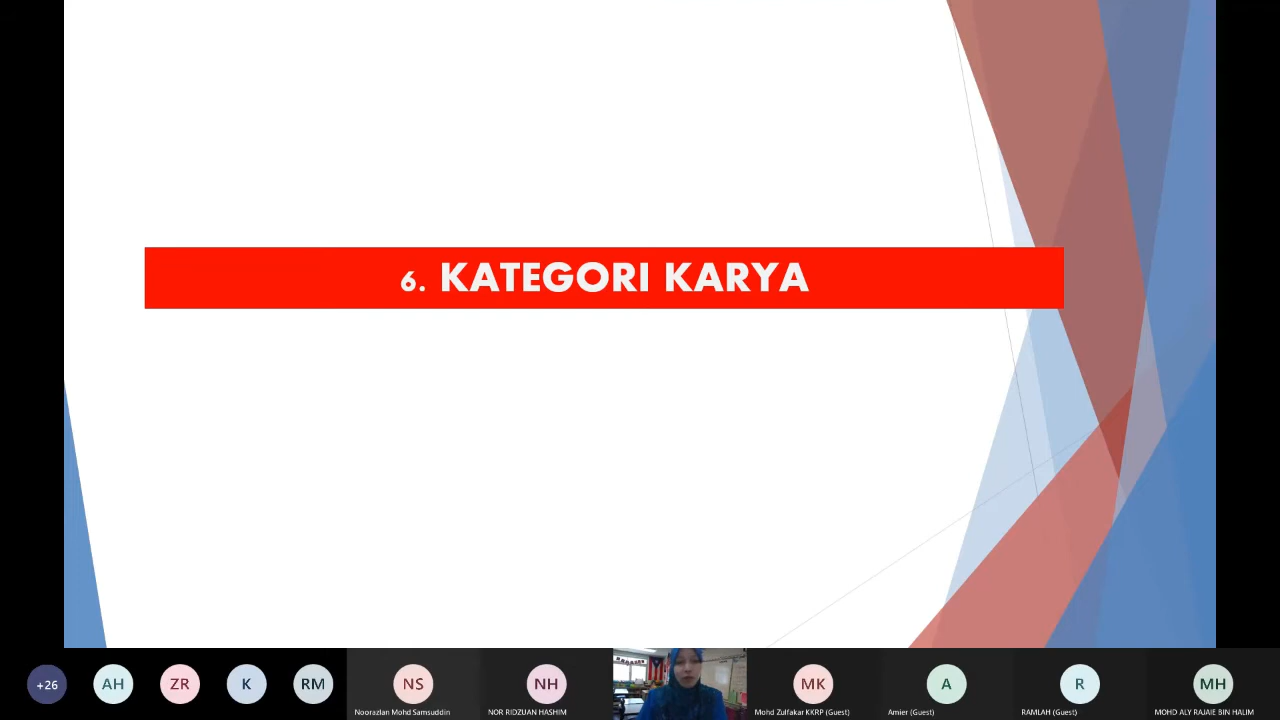 6. KATEGORI KARYA
+26
AH
ZR
K
RM
NS
NH
MK
A
R
MH
Noorazlan Mohd Samsuddin
NOR RIDZUAN HASHIM
Mohd Zulfakar KKRP (Guest)
Amier (Guest)
RAMLAH (Guest)
MOHD ALY RAJAIE BIN HALIM